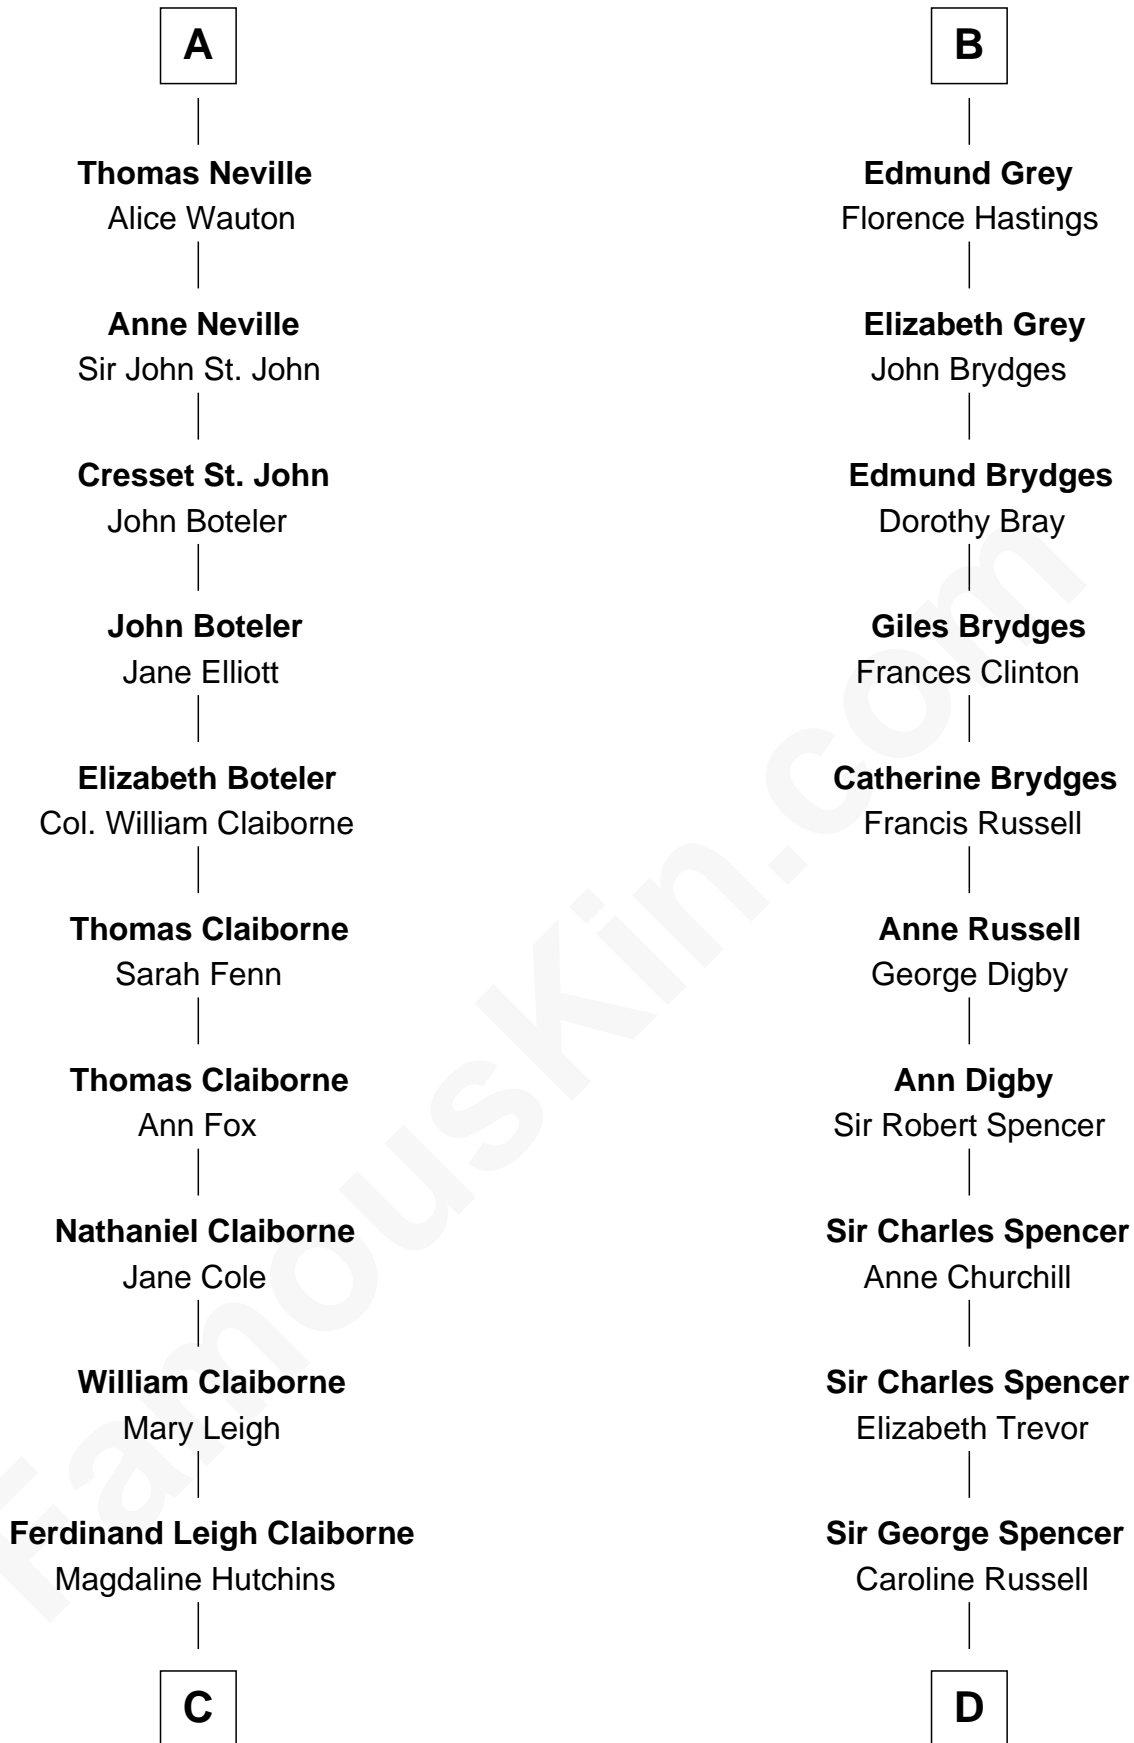 A
Thomas Neville
Alice Wauton
Anne Neville
Sir John St. John
Cresset St. John
John Boteler
John Boteler
Jane Elliott
Elizabeth Boteler
Col. William Claiborne
Thomas Claiborne
Sarah Fenn
Thomas Claiborne
Ann Fox
Nathaniel Claiborne
Jane Cole
William Claiborne
Mary Leigh
Ferdinand Leigh Claiborne
Magdaline Hutchins
C
B
Edmund Grey
Florence Hastings
Elizabeth Grey
John Brydges
Edmund Brydges
Dorothy Bray
Giles Brydges
Frances Clinton
Catherine Brydges
Francis Russell
Anne Russell
George Digby
Ann Digby
Sir Robert Spencer
Sir Charles Spencer
Anne Churchill
Sir Charles Spencer
Elizabeth Trevor
Sir George Spencer
Caroline Russell
D
FamousKin.com